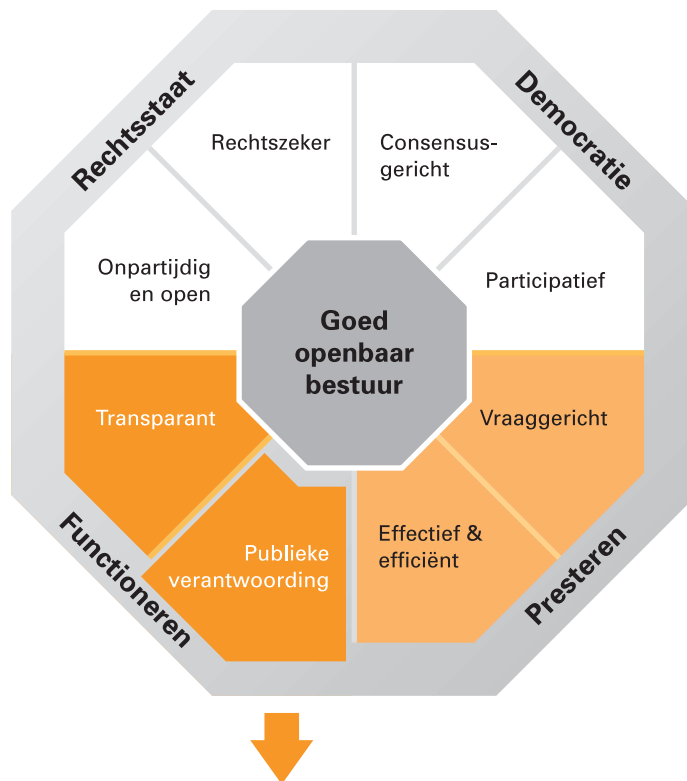 Rechtsstaat
Democratie
Rechtszeker
Consensus-
gericht
Onpartijdig
en open
Participatief
Goed
openbaar
bestuur
Transparant
Vraaggericht
Publieke
verantwoording
Effectief &
efficiënt
Functioneren
Presteren